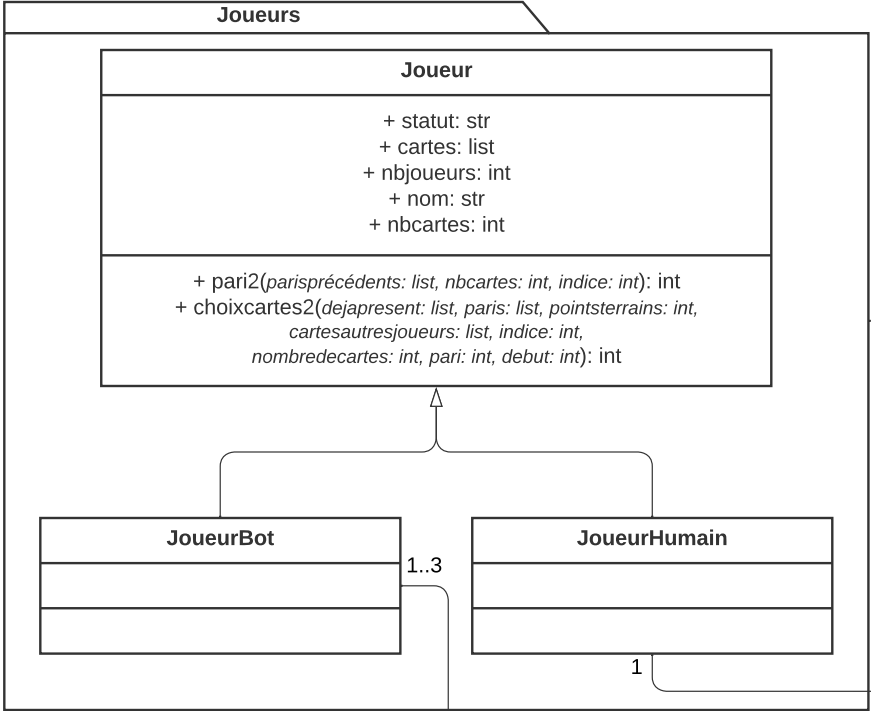 Joueurs
Joueur
+ statut: str
+ cartes: list
+ nbjoueurs: int
+ nom: str
+ nbcartes: int
+ pari2(parisprécédents: list, nbcartes: int, indice: int): int
+ choixcartes2(dejapresent: list, paris: list, pointsterrains: int,
cartesautresjoueurs: list, indice: int,
nombredecartes: int, pari: int, debut: int): int
JoueurBot
JoueurHumain
1..3
1